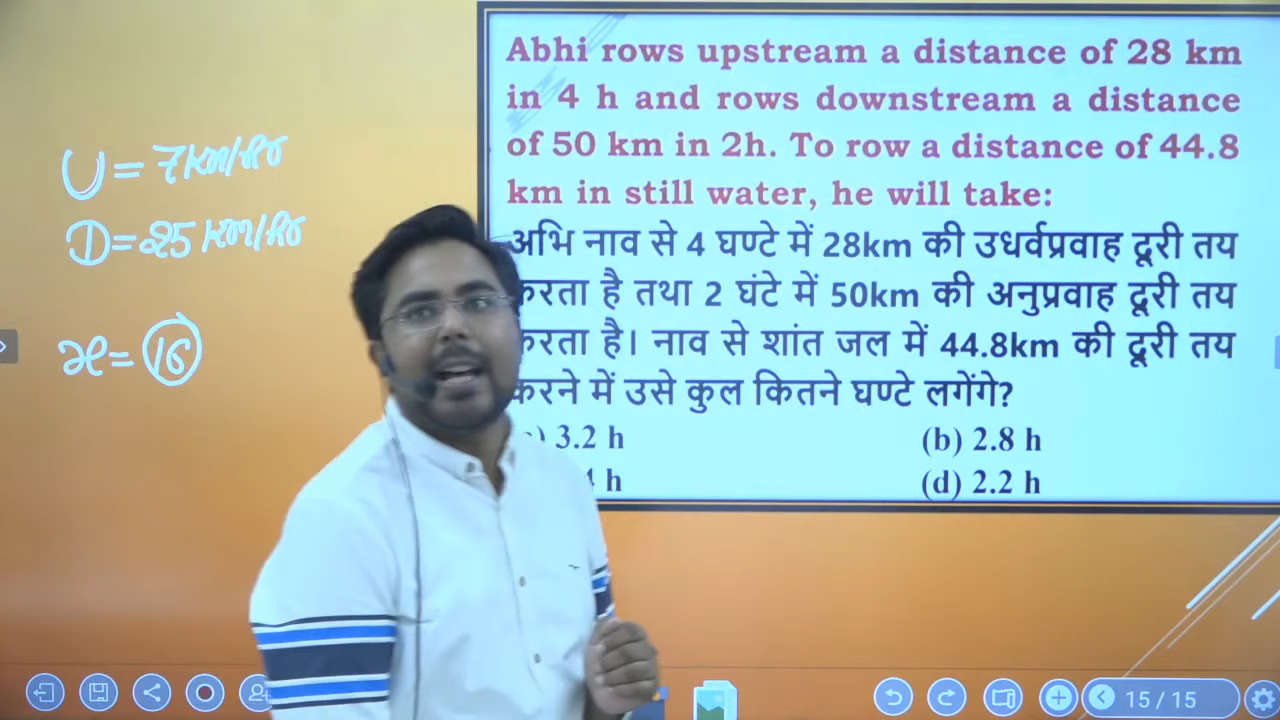 Abhi rows upstream a distance of 28 km
in 4 h and rows downstream a distance
of 50 km in 2h. To row a distance of 44.8
km in still water, he will take:
अभि नाव से 4 घण्टे में 28km की उधर्वप्रवाह दूरी तय
करता है तथा 2 घंटे में 50km की अनुप्रवाह दूरी तय
करता है। नाव से शांत जल में 44.8km की दूरी तय
करने में उसे कुल कितने घण्टे लगेंगे?
) 3.2 h (b) 2.8 h
4 h (d) 2.2 h
U = 7km/hr
D = 25 km/hr
x = 16
15 / 15